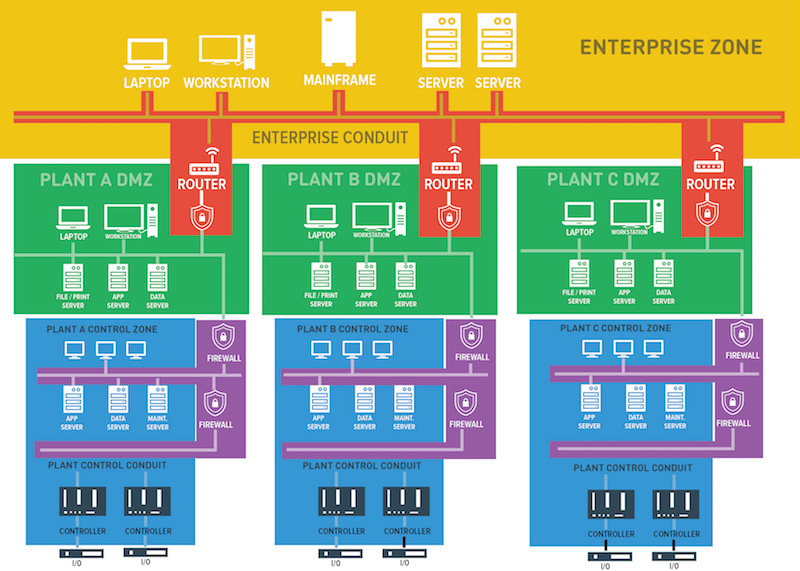 ENTERPRISE ZONE
LAPTOP WORKSTATION MAINFRAME SERVER SERVER
ENTERPRISE CONDUIT
PLANT A DMZ
ROUTER
LAPTOP
WORKSTATION
FILE / PRINT SERVER
APP SERVER
DATA SERVER
PLANT B DMZ
ROUTER
LAPTOP
WORKSTATION
FILE / PRINT SERVER
APP SERVER
DATA SERVER
PLANT C DMZ
ROUTER
LAPTOP
WORKSTATION
FILE / PRINT SERVER
APP SERVER
DATA SERVER
PLANT A CONTROL ZONE
FIREWALL
APP SERVER
DATA SERVER
MAINT. SERVER
FIREWALL
PLANT CONTROL CONDUIT
CONTROLLER CONTROLLER
I/O I/O
PLANT B CONTROL ZONE
FIREWALL
APP SERVER
DATA SERVER
MAINT. SERVER
FIREWALL
PLANT CONTROL CONDUIT
CONTROLLER CONTROLLER
I/O I/O
PLANT C CONTROL ZONE
FIREWALL
APP SERVER
DATA SERVER
MAINT. SERVER
FIREWALL
PLANT CONTROL CONDUIT
CONTROLLER CONTROLLER
I/O I/O